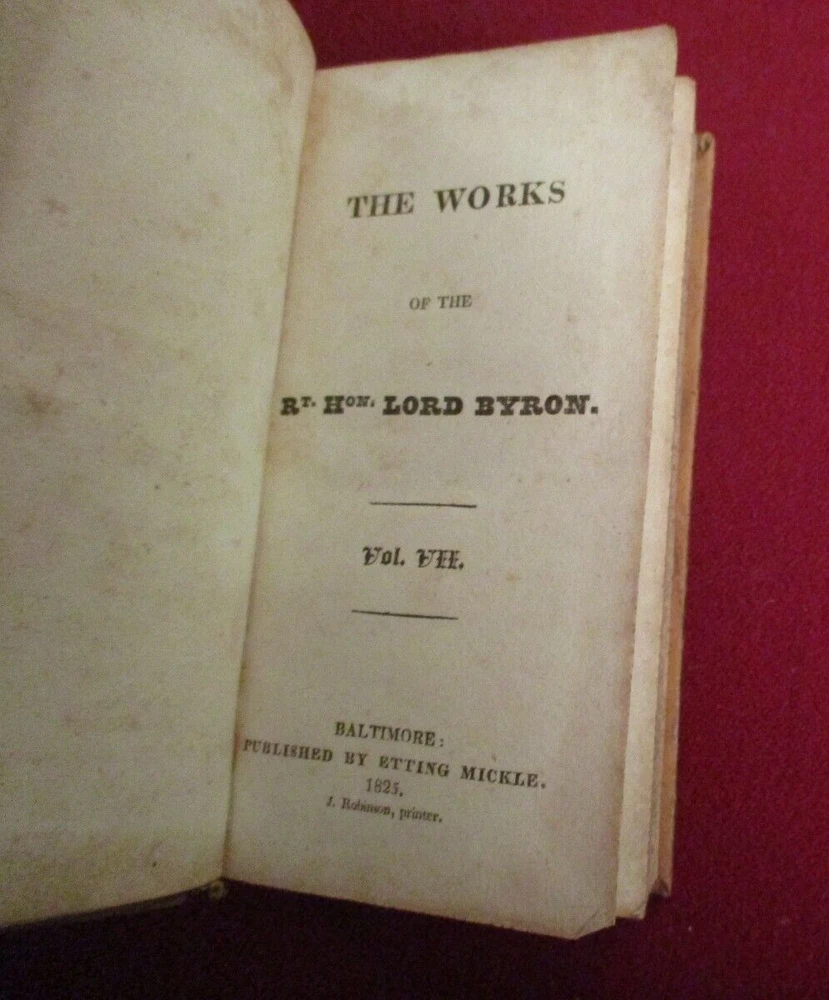 THE WORKS
OF THE
RT. HON. LORD BYRON.
Vol. VII.
BALTIMORE:
PUBLISHED BY ETTING MICKLE.
1825.
J. Robinson, printer.